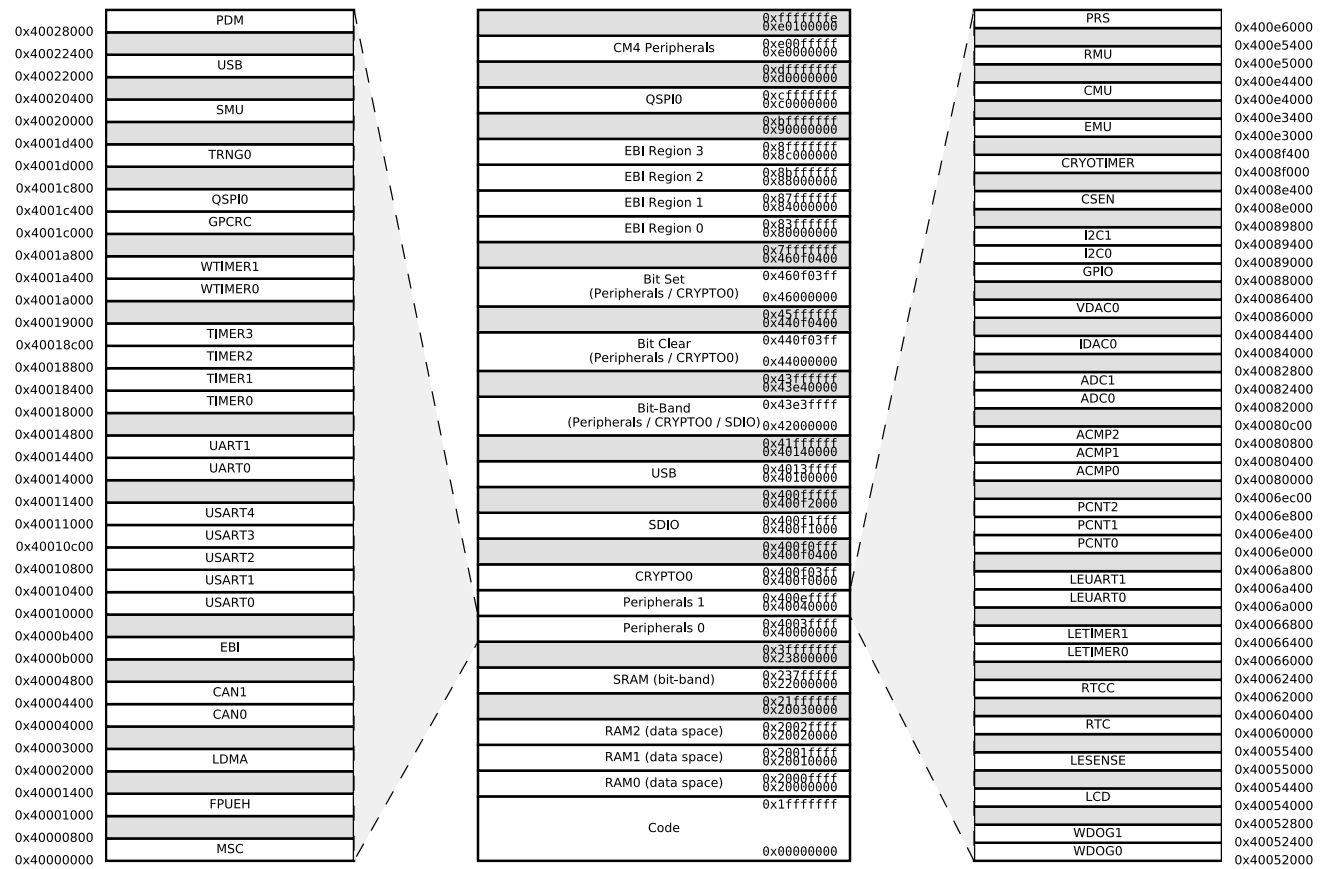 PDM
0x40028000
0x40022400
USB
0x40022000
0x40020400
SMU
0x40020000
0x4001d400
TRNG0
0x4001d000
0x4001c800
QSPI0
0x4001c400
GPCRC
0x4001c000
0x4001a800
WTIMER1
0x4001a400
WTIMER0
0x4001a000
0x40019000
TIMER3
0x40018c00
TIMER2
0x40018800
TIMER1
0x40018400
TIMER0
0x40018000
0x40014800
UART1
0x40014400
UART0
0x40014000
0x40011400
USART4
0x40011000
USART3
0x40010c00
USART2
0x40010800
USART1
0x40010400
USART0
0x40010000
0x4000b400
EBI
0x4000b000
0x40004800
CAN1
0x40004400
CAN0
0x40004000
0x40003000
LDMA
0x40002000
0x40001400
FPUEH
0x40001000
0x40000800
MSC
0x40000000
0xfffffffe
0xe0100000
CM4 Peripherals
0xe00fffff
0xe0000000
0xdfffffff
0xd0000000
QSPI0
0xcfffffff
0xc0000000
0xbfffffff
0x90000000
EBI Region 3
0x8fffffff
0x8c000000
EBI Region 2
0x8bffffff
0x88000000
EBI Region 1
0x87ffffff
0x84000000
EBI Region 0
0x83ffffff
0x80000000
0x7fffffff
0x460f0400
Bit Set
(Peripherals / CRYPTO0)
0x460f03ff
0x46000000
0x45ffffff
0x440f0400
Bit Clear
(Peripherals / CRYPTO0)
0x440f03ff
0x44000000
0x43ffffff
0x43e40000
Bit-Band
(Peripherals / CRYPTO0 / SDIO)
0x43e3ffff
0x42000000
0x41ffffff
0x40140000
USB
0x4013ffff
0x40100000
0x400fffff
0x400f2000
SDIO
0x400f1fff
0x400f1000
0x400f0fff
0x400f0400
CRYPTO0
0x400f03ff
0x400f0000
Peripherals 1
0x400effff
0x40040000
Peripherals 0
0x4003ffff
0x40000000
0x3fffffff
0x23800000
SRAM (bit-band)
0x237fffff
0x22000000
0x21ffffff
0x20030000
RAM2 (data space)
0x2002ffff
0x20020000
RAM1 (data space)
0x2001ffff
0x20010000
RAM0 (data space)
0x2000ffff
0x20000000
0x1fffffff
Code
0x00000000
PRS
0x400e6000
0x400e5400
RMU
0x400e5000
0x400e4400
CMU
0x400e4000
0x400e3400
EMU
0x400e3000
0x4008f400
CRYOTIMER
0x4008f000
0x4008e400
CSEN
0x4008e000
0x40089800
I2C1
0x40089400
I2C0
0x40089000
GPIO
0x40088000
0x40086400
VDAC0
0x40086000
0x40084400
IDAC0
0x40084000
0x40082800
ADC1
0x40082400
ADC0
0x40082000
0x40080c00
ACMP2
0x40080800
ACMP1
0x40080400
ACMP0
0x40080000
0x4006ec00
PCNT2
0x4006e800
PCNT1
0x4006e400
PCNT0
0x4006e000
0x4006a800
LEUART1
0x4006a400
LEUART0
0x4006a000
0x40066800
LETIMER1
0x40066400
LETIMER0
0x40066000
0x40062400
RTCC
0x40062000
0x40060400
RTC
0x40060000
0x40055400
LESENSE
0x40055000
0x40054400
LCD
0x40054000
0x40052800
WDOG1
0x40052400
WDOG0
0x40052000